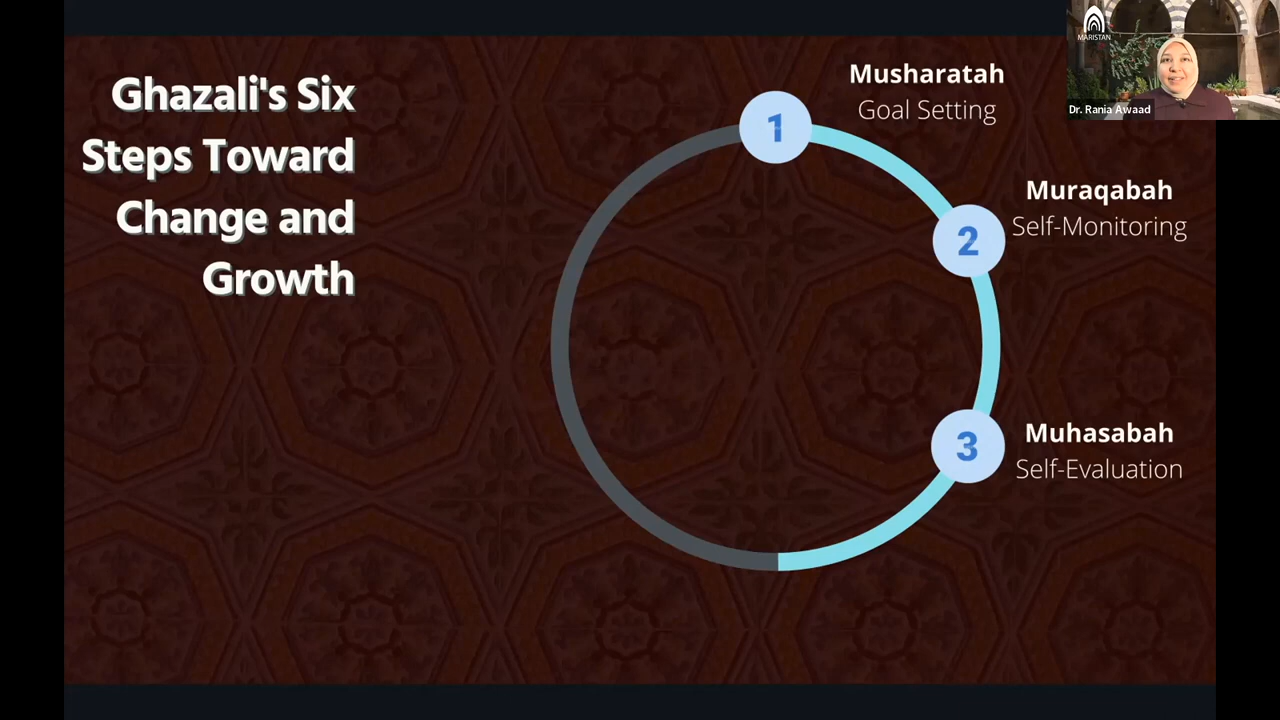 Ghazali's Six
Steps Toward
Change and
Growth
1
Musharatah
Goal Setting
2
Muraqabah
Self-Monitoring
3
Muhasabah
Self-Evaluation
MARISTAN
Dr. Rania Awaad